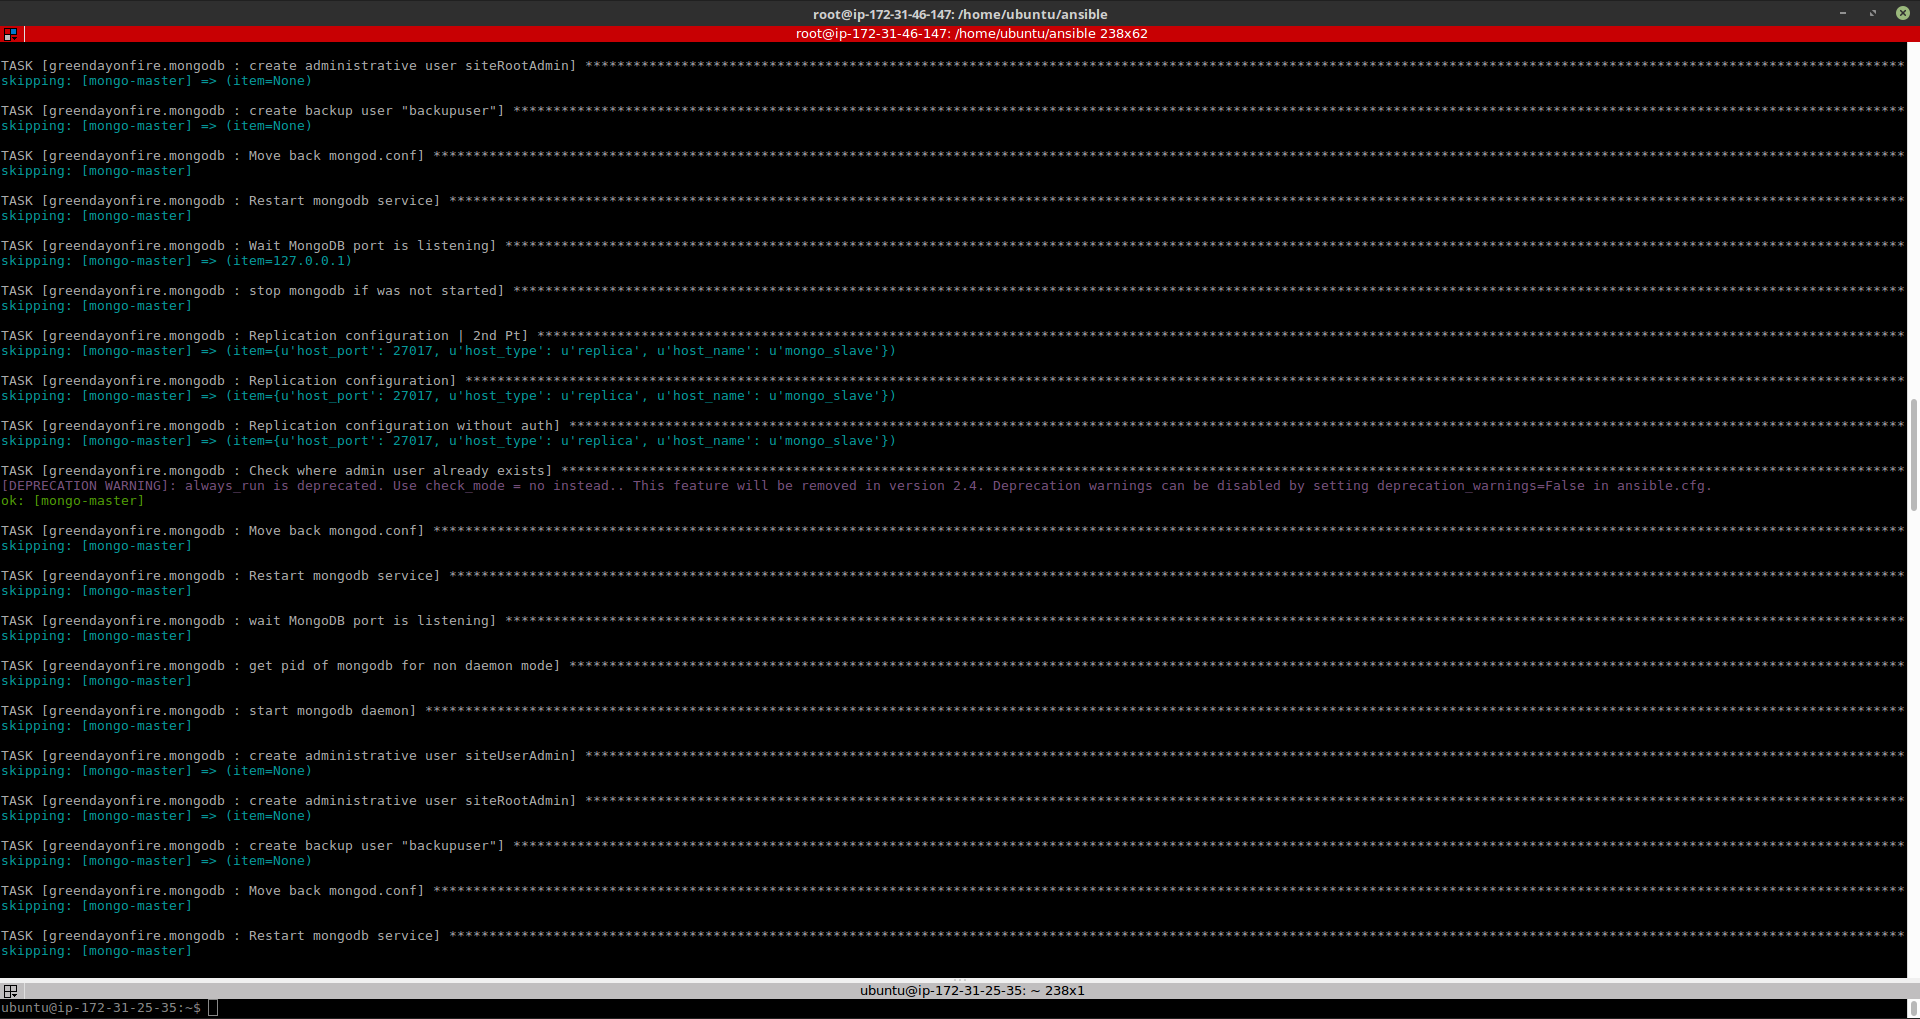 root@ip-172-31-46-147: /home/ubuntu/ansible
root@ip-172-31-46-147: /home/ubuntu/ansible 238x62
TASK [greendayonfire.mongodb : create administrative user siteRootAdmin] *********************************************************************************************************************************************************************
skipping: [mongo-master] => (item=None)
TASK [greendayonfire.mongodb : create backup user "backupuser"] ******************************************************************************************************************************************************************************
skipping: [mongo-master] => (item=None)
TASK [greendayonfire.mongodb : Move back mongod.conf] ****************************************************************************************************************************************************************************************
skipping: [mongo-master]
TASK [greendayonfire.mongodb : Restart mongodb service] **************************************************************************************************************************************************************************************
skipping: [mongo-master]
TASK [greendayonfire.mongodb : Wait MongoDB port is listening] *******************************************************************************************************************************************************************************
skipping: [mongo-master] => (item=127.0.0.1)
TASK [greendayonfire.mongodb : stop mongodb if was not started] ******************************************************************************************************************************************************************************
skipping: [mongo-master]
TASK [greendayonfire.mongodb : Replication configuration | 2nd Pt] ***************************************************************************************************************************************************************************
skipping: [mongo-master] => (item={u'host_port': 27017, u'host_type': u'replica', u'host_name': u'mongo_slave'})
TASK [greendayonfire.mongodb : Replication configuration] ************************************************************************************************************************************************************************************
skipping: [mongo-master] => (item={u'host_port': 27017, u'host_type': u'replica', u'host_name': u'mongo_slave'})
TASK [greendayonfire.mongodb : Replication configuration without auth] ***********************************************************************************************************************************************************************
skipping: [mongo-master] => (item={u'host_port': 27017, u'host_type': u'replica', u'host_name': u'mongo_slave'})
TASK [greendayonfire.mongodb : Check where admin user already exists] ************************************************************************************************************************************************************************
[DEPRECATION WARNING]: always_run is deprecated. Use check_mode = no instead.. This feature will be removed in version 2.4. Deprecation warnings can be disabled by setting deprecation_warnings=False in ansible.cfg.
ok: [mongo-master]
TASK [greendayonfire.mongodb : Move back mongod.conf] ****************************************************************************************************************************************************************************************
skipping: [mongo-master]
TASK [greendayonfire.mongodb : Restart mongodb service] **************************************************************************************************************************************************************************************
skipping: [mongo-master]
TASK [greendayonfire.mongodb : wait MongoDB port is listening] *******************************************************************************************************************************************************************************
skipping: [mongo-master]
TASK [greendayonfire.mongodb : get pid of mongodb for non daemon mode] ***********************************************************************************************************************************************************************
skipping: [mongo-master]
TASK [greendayonfire.mongodb : start mongodb daemon] *****************************************************************************************************************************************************************************************
skipping: [mongo-master]
TASK [greendayonfire.mongodb : create administrative user siteUserAdmin] *********************************************************************************************************************************************************************
skipping: [mongo-master] => (item=None)
TASK [greendayonfire.mongodb : create administrative user siteRootAdmin] *********************************************************************************************************************************************************************
skipping: [mongo-master] => (item=None)
TASK [greendayonfire.mongodb : create backup user "backupuser"] ******************************************************************************************************************************************************************************
skipping: [mongo-master] => (item=None)
TASK [greendayonfire.mongodb : Move back mongod.conf] ****************************************************************************************************************************************************************************************
skipping: [mongo-master]
TASK [greendayonfire.mongodb : Restart mongodb service] **************************************************************************************************************************************************************************************
skipping: [mongo-master]
ubuntu@ip-172-31-25-35: ~ 238x1
ubuntu@ip-172-31-25-35:~$